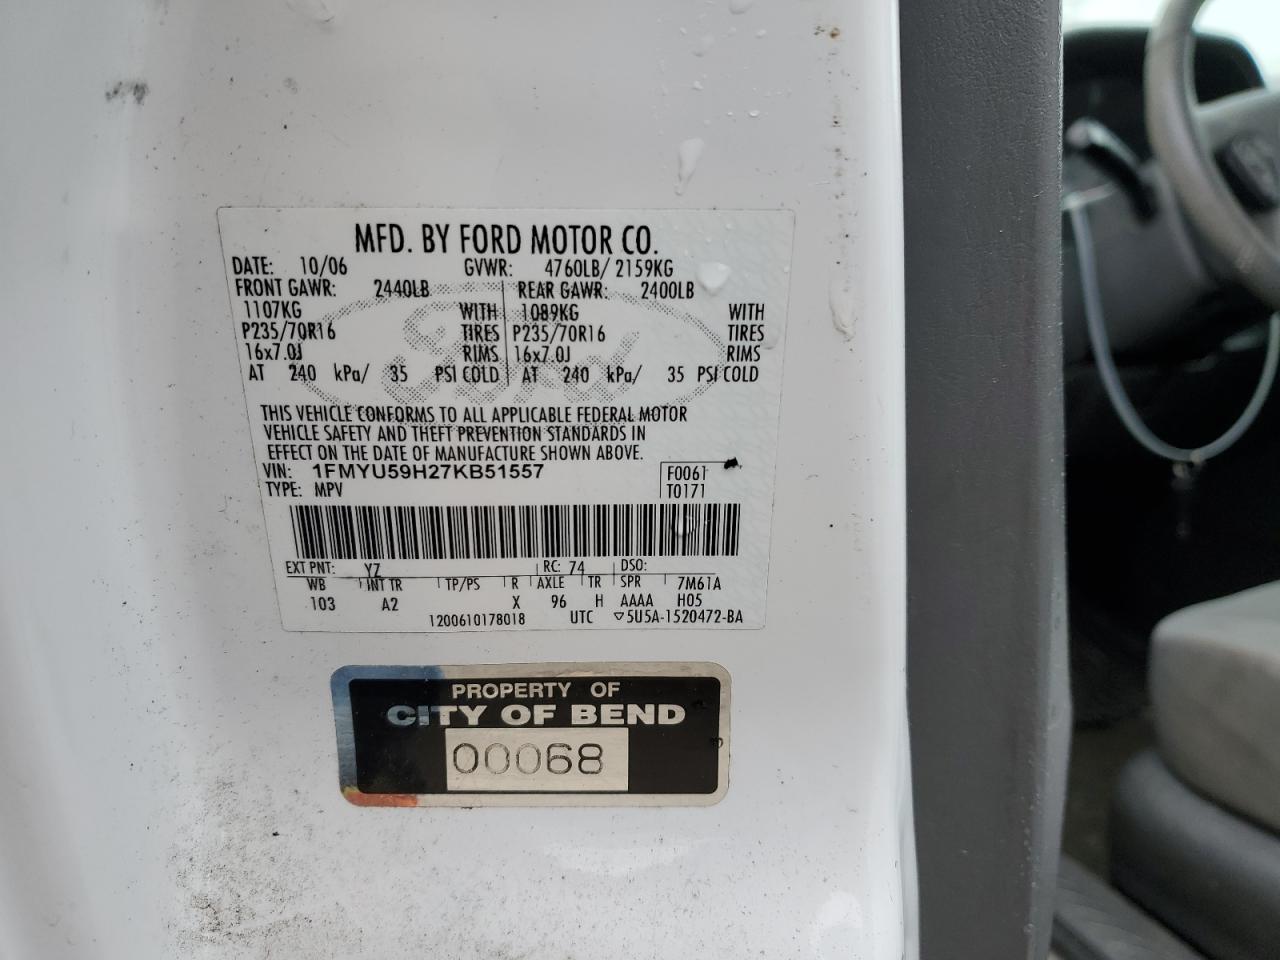 MFD. BY FORD MOTOR CO.
DATE: 10/06 GVWR: 4760LB/ 2159KG
FRONT GAWR: 2440LB REAR GAWR: 2400LB
1107KG WITH 1089KG WITH
P235/70R16 TIRES P235/70R16 TIRES
16x7.0J RIMS 16x7.0J RIMS
AT 240 kPa/ 35 PSI COLD AT 240 kPa/ 35 PSI COLD
THIS VEHICLE CONFORMS TO ALL APPLICABLE FEDERAL MOTOR
VEHICLE SAFETY AND THEFT PREVENTION STANDARDS IN
EFFECT ON THE DATE OF MANUFACTURE SHOWN ABOVE.
VIN: 1FMYU59H27KB51557 F0061
TYPE: MPV T0171
EXT PNT: YZ RC: 74 DSO:
WB INT TR TP/PS R AXLE TR SPR 7M61A
103 A2 X 96 H AAAA H05
1200610178018 UTC ▽5U5A-1520472-BA
PROPERTY OF
CITY OF BEND
00068